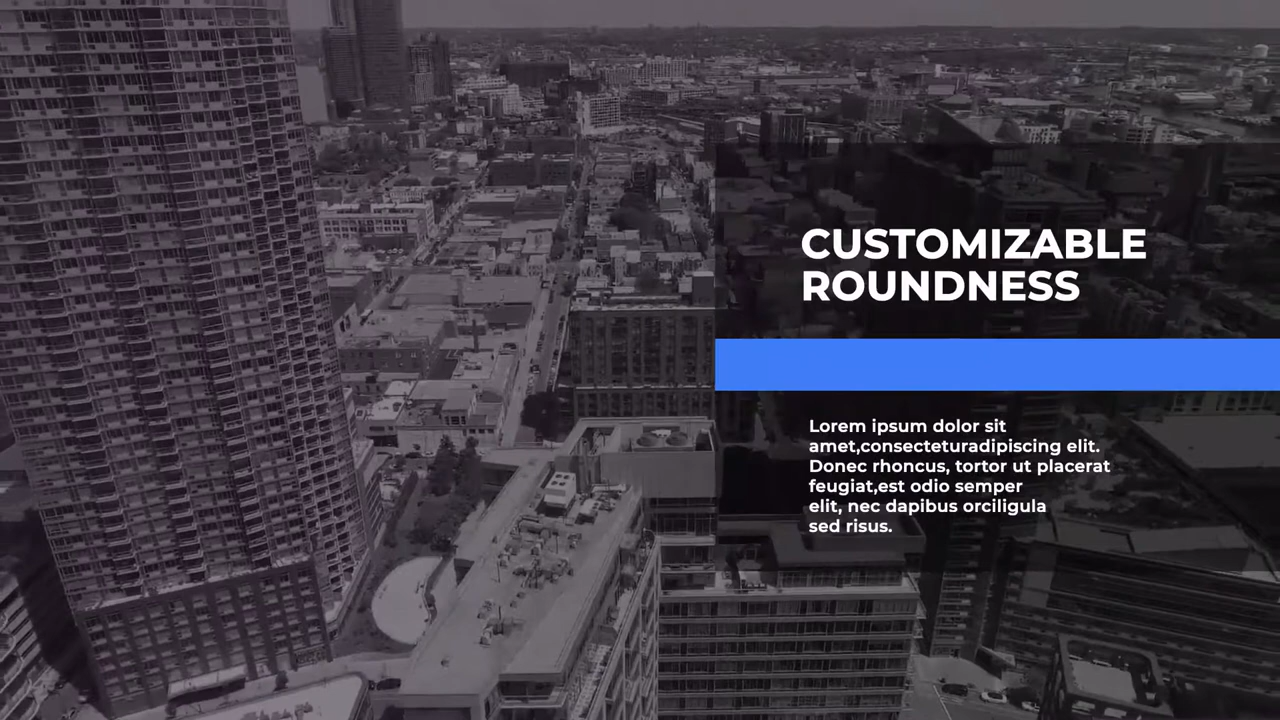 CUSTOMIZABLE
ROUNDNESS
Lorem ipsum dolor sit
amet,consecteturadipiscing elit.
Donec rhoncus, tortor ut placerat
feugiat,est odio semper
elit, nec dapibus orciligula
sed risus.